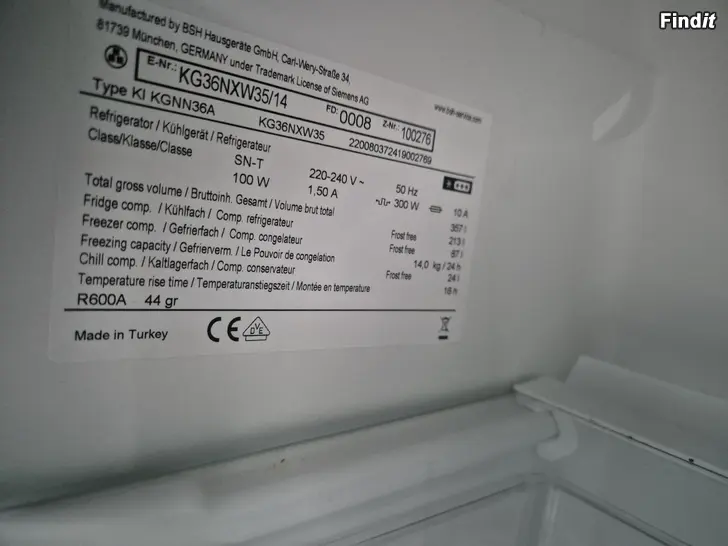 Findit
Manufactured by BSH Hausgeräte GmbH, Carl-Wery-Straße 34,
81739 München, GERMANY under Trademark License of Siemens AG
E-Nr.: KG36NXW35/14 FD: 0008 Z-Nr.: 100276
Type KI KGNN36A KG36NXW35 220080372419002769
Refrigerator / Kühlgerät / Refrigerateur
Class/Klasse/Classe SN-T 220-240 V ~ 50 Hz
100 W 1,50 A 300 W 10 A
Total gross volume / Bruttoinh. Gesamt / Volume brut total 357 l
Fridge comp. / Kühlfach / Comp. refrigerateur Frost free 213 l
Freezer comp. / Gefrierfach / Comp. congelateur Frost free 87 l
Freezing capacity / Gefrierverm. / Le Pouvoir de congelation 14,0 kg / 24 h
Chill comp. / Kaltlagerfach / Comp. conservateur Frost free 24 l
Temperature rise time / Temperaturanstiegszeit / Montée en temperature 16 h
R600A 44 gr
Made in Turkey CE DVE